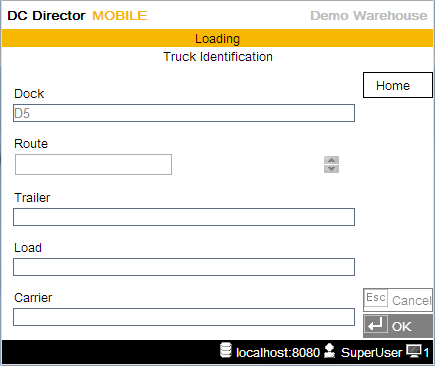 DC Director MOBILE Demo Warehouse
Loading
Truck Identification
Home
Dock
D5
Route
Trailer
Load
Carrier
Esc Cancel
OK
localhost:8080 SuperUser 1